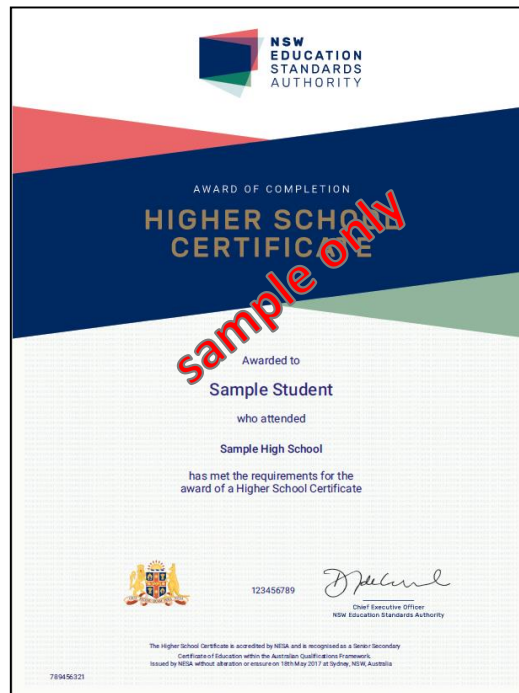 NSW
EDUCATION
STANDARDS
AUTHORITY
AWARD OF COMPLETION
HIGHER SCHOOL
CERTIFICATE
sample only
Awarded to
Sample Student
who attended
Sample High School
has met the requirements for the
award of a Higher School Certificate
123456789
Chief Executive Officer
NSW Education Standards Authority
The Higher School Certificate is accredited by NESA and is recognised as a Senior Secondary
Certificate of Education within the Australian Qualifications Framework.
Issued by NESA without alteration or erasure on 18th May 2017 at Sydney, NSW, Australia
789456321